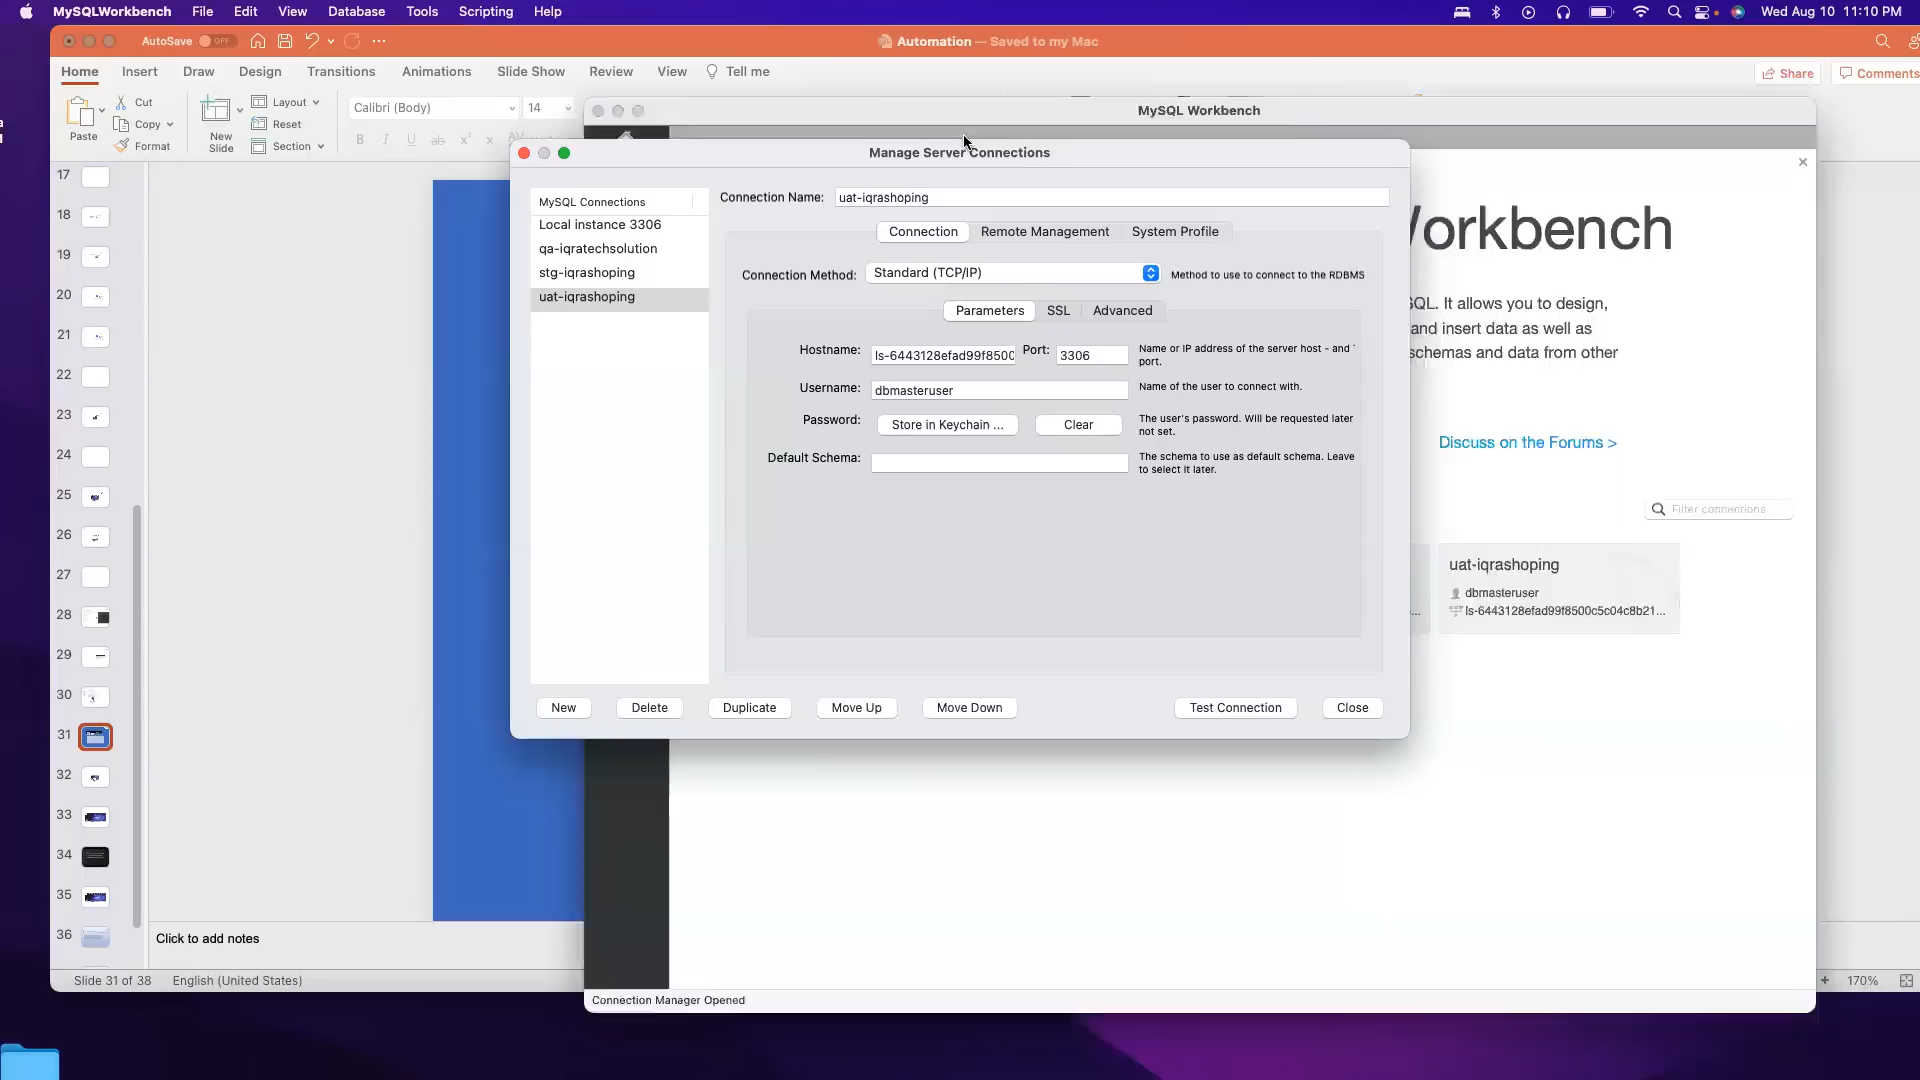 MySQLWorkbench File Edit View Database Tools Scripting Help
Wed Aug 10 11:10 PM
AutoSave OFF
Automation — Saved to my Mac
Home Insert Draw Design Transitions Animations Slide Show Review View Tell me
Share Comments
Paste
Cut
Copy
Format
New Slide
Layout
Reset
Section
Calibri (Body) 14
MySQL Workbench
Manage Server Connections
MySQL Connections
Local instance 3306
qa-iqratechsolution
stg-iqrashoping
uat-iqrashoping
Connection Name: uat-iqrashoping
Connection Remote Management System Profile
Connection Method: Standard (TCP/IP) Method to use to connect to the RDBMS
Parameters SSL Advanced
Hostname: ls-6443128efad99f8500 Port: 3306 Name or IP address of the server host - and
port.
Username: dbmasteruser Name of the user to connect with.
Password: Store in Keychain ... Clear The user's password. Will be requested later
not set.
Default Schema: The schema to use as default schema. Leave
to select it later.
New Delete Duplicate Move Up Move Down Test Connection Close
Workbench
SQL. It allows you to design,
and insert data as well as
schemas and data from other
Discuss on the Forums >
Filter connections
uat-iqrashoping
dbmasteruser
ls-6443128efad99f8500c5c04c8b21...
...
17
18
19
20
21
22
23
24
25
26
27
28
29
30
31
32
33
34
35
36
Click to add notes
Slide 31 of 38 English (United States)
170%
Connection Manager Opened